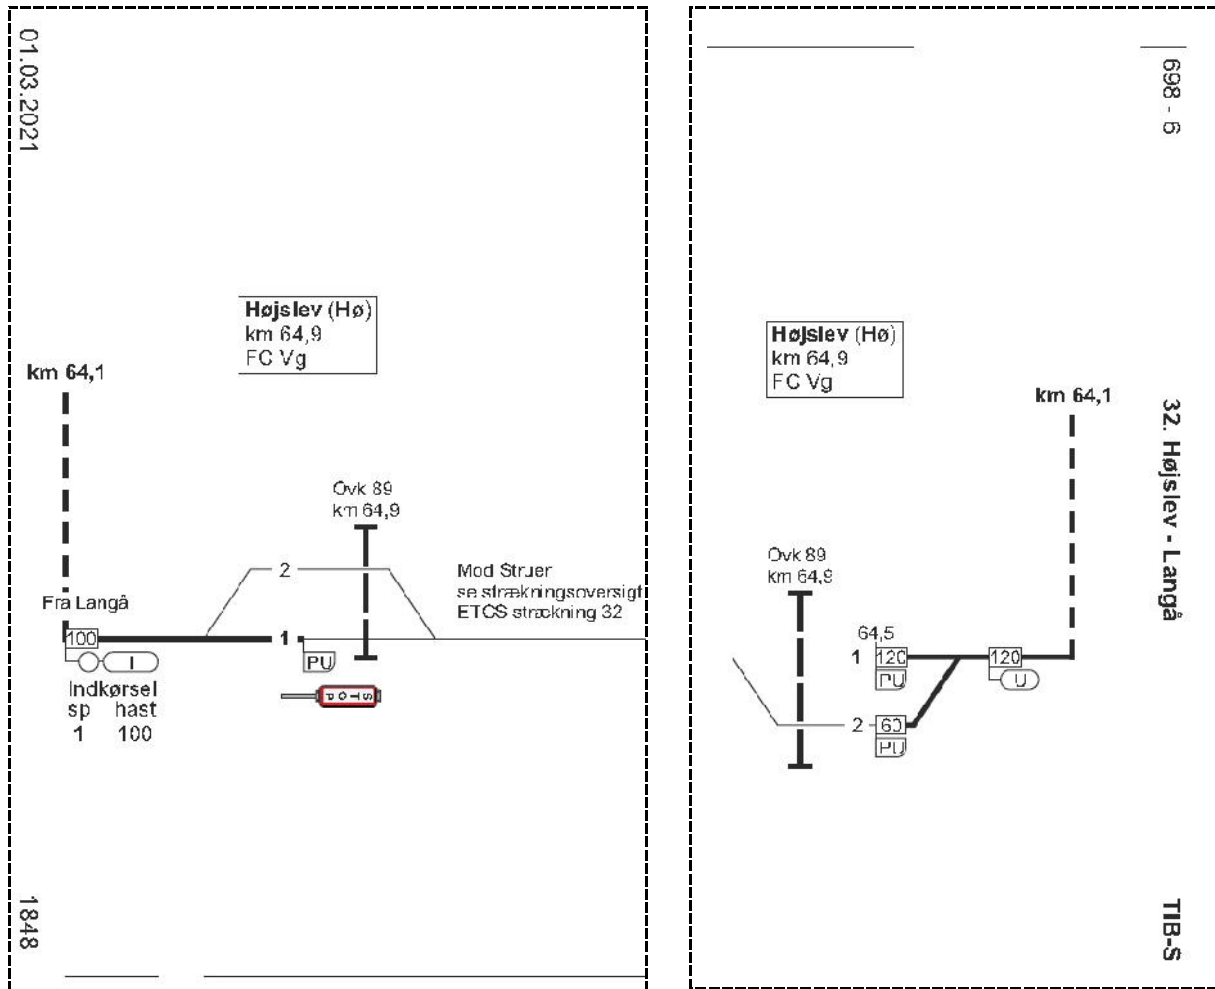 01.03.2021
Højslev (Hø)
km 64,9
FC Vg
km 64,1
Ovk 89
km 64,9
2
Mod Struer
se strækningsoversigt
ETCS strækning 32
Fra Langå
100
1
I
PU
STOP
Indkørsel
sp hast
1 100
1848
698 - 6
Højslev (Hø)
km 64,9
FC Vg
km 64,1
32. Højslev - Langå
Ovk 89
km 64,9
64,5
1 120 120
PU U
2 60
PU
TIB-S